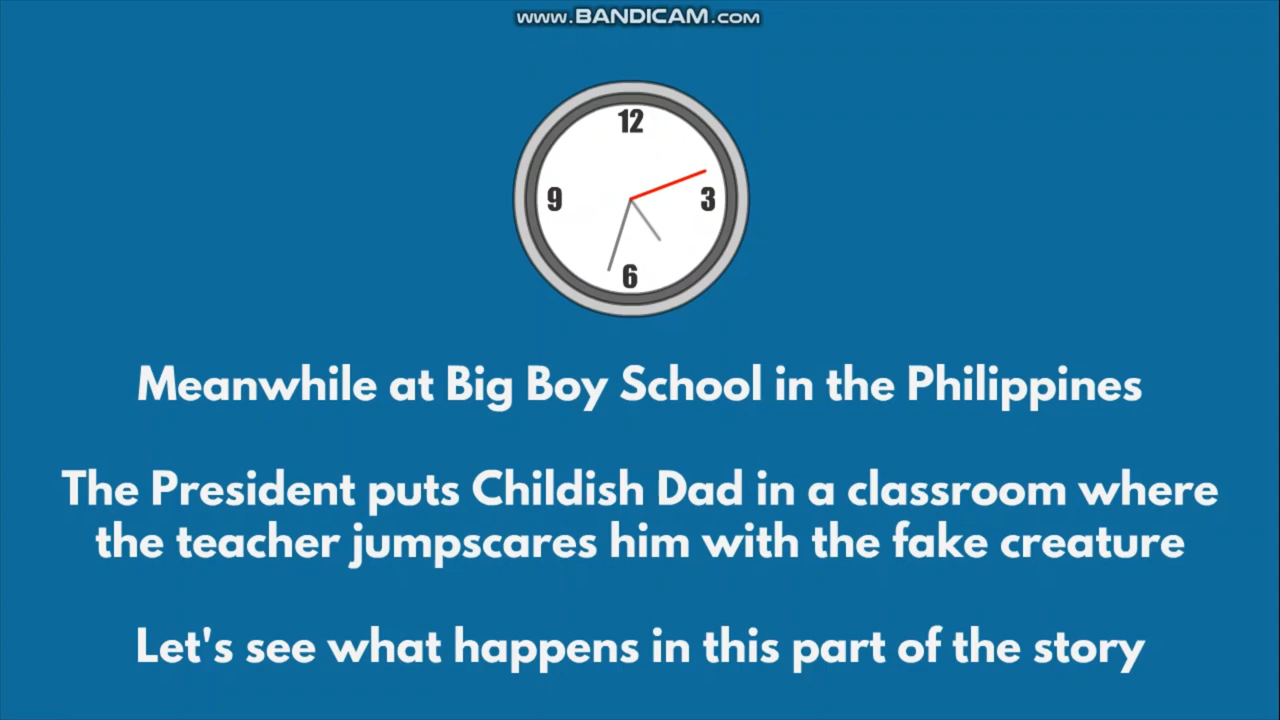 www.BANDICAM.com
12
9
3
6
Meanwhile at Big Boy School in the Philippines
The President puts Childish Dad in a classroom where
the teacher jumpscares him with the fake creature
Let's see what happens in this part of the story